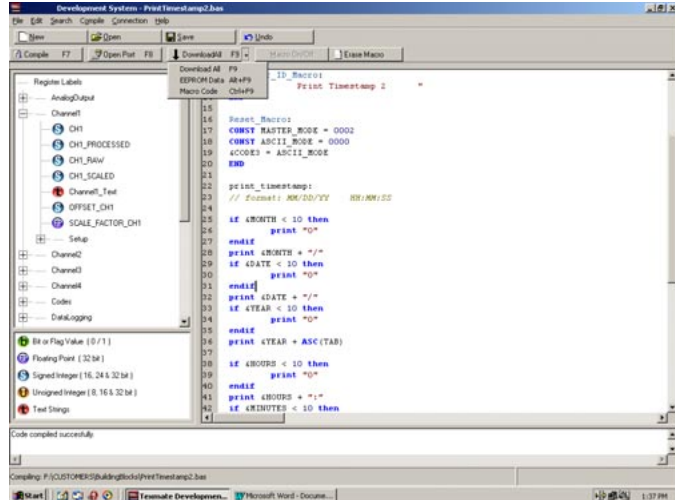 Development System - PrintTimestamp2.bas
File Edit Search Compile Connection Help
New Open Save Undo
Compile F7 Open Port F8 DownloadAll F9 Macro On/Off Erase Macro
Download All F9
EEPROM Data Alt+F9
Macro Code Ctrl+F9
Register Labels
AnalogOutput
Channel1
CH1
CH1_PROCESSED
CH1_RAW
CH1_SCALED
Channel1_Text
OFFSET_CH1
SCALE_FACTOR_CH1
Setup
Channel2
Channel3
Channel4
Codes
DataLogging
Bit or Flag Value ( 0 / 1 )
Floating Point ( 32 bit )
Signed Integer ( 16, 24 & 32 bit )
Unsigned Integer ( 8, 16 & 32 bit )
Text Strings
_ID_Macro:
Print Timestamp 2 "
END
15
16 Reset_Macro:
17 CONST MASTER_MODE = 0002
18 CONST ASCII_MODE = 0000
19 &CODE3 = ASCII_MODE
20 END
21
22 print_timestamp:
23 // format: MM/DD/YY HH:MM:SS
24
25 if &MONTH < 10 then
26 print "0"
27 endif
28 print &MONTH + "/"
29 if &DATE < 10 then
30 print "0"
31 endif
32 print &DATE + "/"
33 if &YEAR < 10 then
34 print "0"
35 endif
36 print &YEAR + ASC(TAB)
37
38 if &HOURS < 10 then
39 print "0"
40 endif
41 print &HOURS + ":"
42 if &MINUTES < 10 then
Code compiled succesfully.
Compiling: P:\CUSTOMERS\BuildingBlocks\PrintTimestamp2.bas
Start Texmate Developmen... Microsoft Word - Docume... 1:37 PM